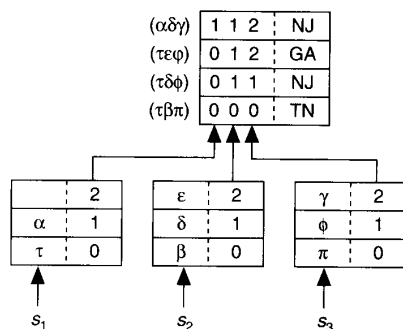 (αδγ) 1 1 2 NJ
(τεφ) 0 1 2 GA
(τδϕ) 0 1 1 NJ
(τβπ) 0 0 0 TN
2 ε 2 γ 2
α 1 δ 1 ϕ 1
τ 0 β 0 π 0
s₁ s₂ s₃